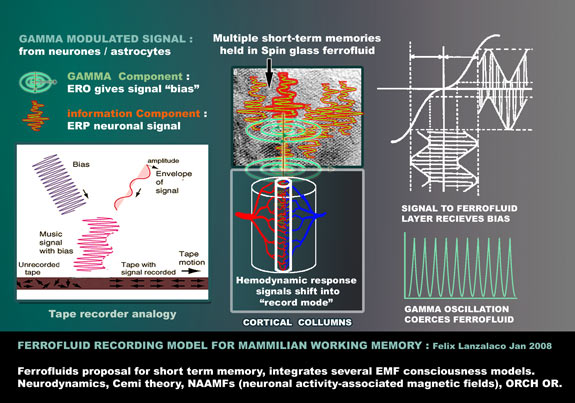 GAMMA MODULATED SIGNAL :
from neurones / astrocytes
GAMMA Component :
ERO gives signal “bias”
information Component :
ERP neuronal signal
Bias
amplitude
Envelope
of
signal
Music
signal
with bias
Unrecorded
tape
Tape with
signal recorded
Tape
motion
Tape recorder analogy
Multiple short-term memories
held in Spin glass ferrofluid
Hemodynamic response
signals shift into
“record mode”
CORTICAL COLLUMNS
SIGNAL TO FERROFLUID
LAYER RECIEVES BIAS
GAMMA OSCILLATION
COERCES FERROFLUID
FERROFLUID RECORDING MODEL FOR MAMMILIAN WORKING MEMORY : Felix Lanzalaco Jan 2008
Ferrofluids proposal for short term memory, integrates several EMF consciousness models.
Neurodynamics, Cemi theory, NAAMFs (neuronal activity-associated magnetic fields), ORCH OR.